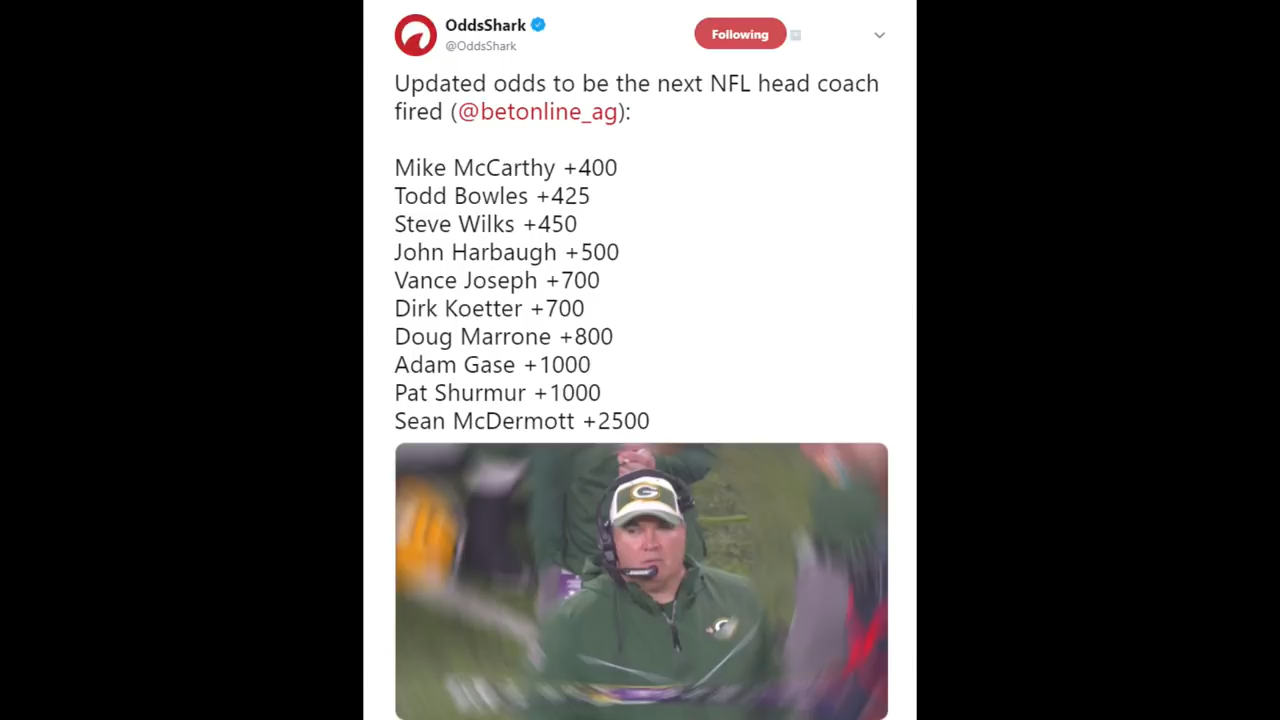 OddsShark
@OddsShark
Following
Updated odds to be the next NFL head coach
fired (@betonline_ag):
Mike McCarthy +400
Todd Bowles +425
Steve Wilks +450
John Harbaugh +500
Vance Joseph +700
Dirk Koetter +700
Doug Marrone +800
Adam Gase +1000
Pat Shurmur +1000
Sean McDermott +2500
G